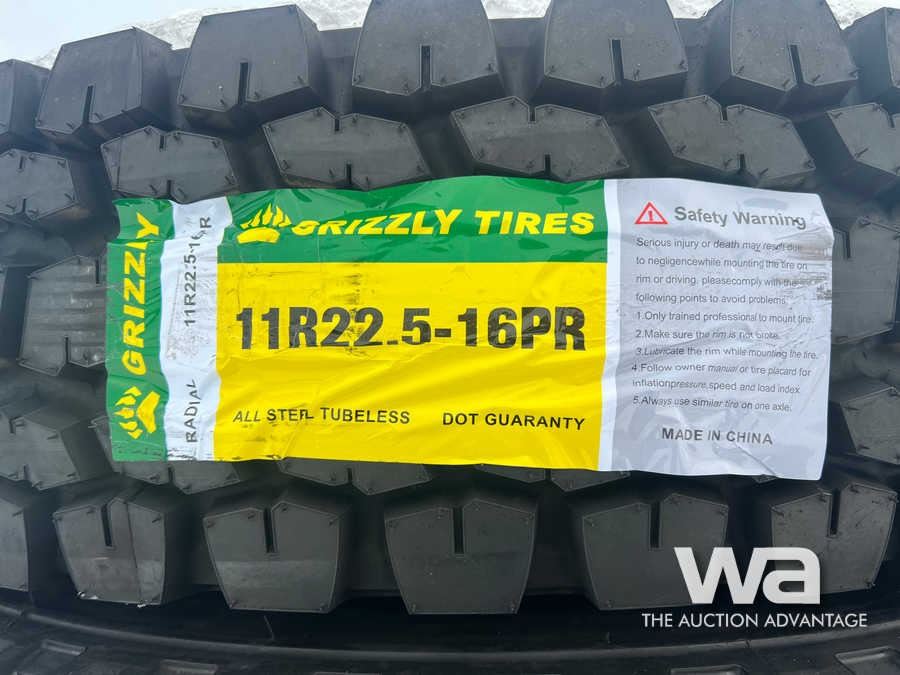 GRIZZLY
RADIAL 11R22.5-16PR
GRIZZLY TIRES
11R22.5-16PR
ALL STEEL TUBELESS DOT GUARANTY
Safety Warning
Serious injury or death may result due
to negligencewhile mounting the tire on
rim or driving. pleasecomply with the
following points to avoid problems.
1.Only trained professional to mount tire.
2.Make sure the rim is not broke.
3.Lubricate the rim while mounting the tire.
4.Follow owner manual or tire placard for
inflationpressure,speed and load index
5.Always use similar tire on one axle.
MADE IN CHINA
wa
THE AUCTION ADVANTAGE